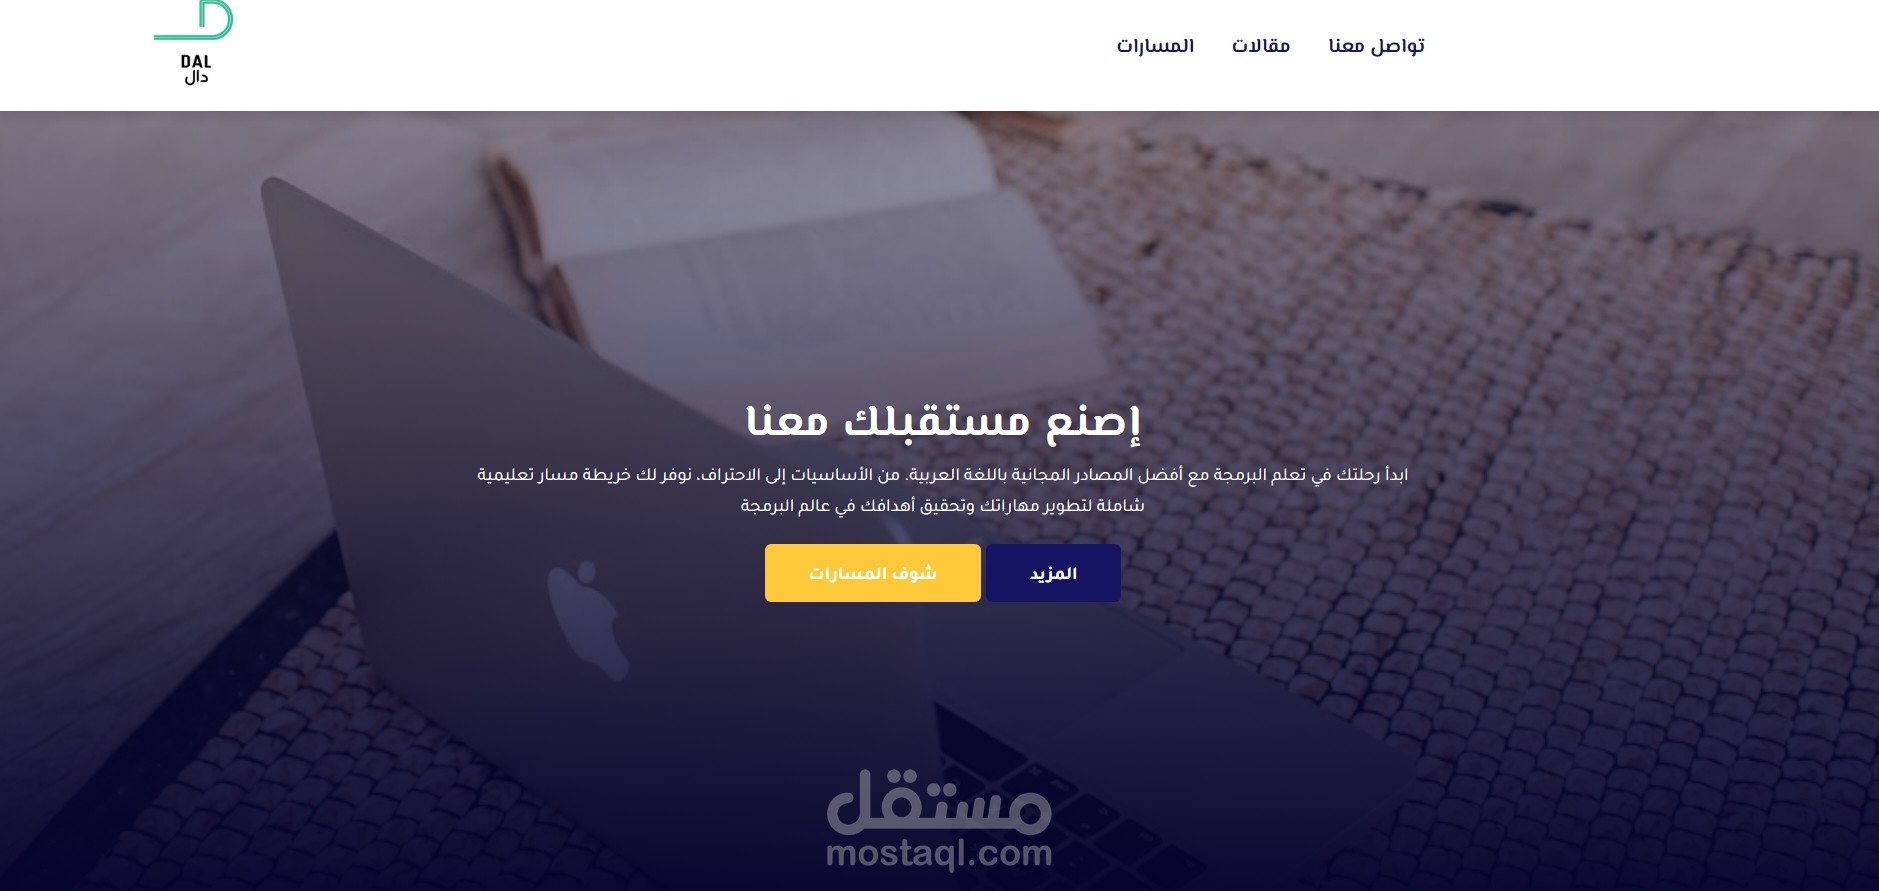 DAL
دال
تواصل معنا
مقالات
المسارات
إصنع مستقبلك معنا
ابدأ رحلتك في تعلم البرمجة مع أفضل المصادر المجانية باللغة العربية. من الأساسيات إلى الاحتراف، نوفر لك خريطة مسار تعليمية
شاملة لتطوير مهاراتك وتحقيق أهدافك في عالم البرمجة
المزيد
شوف المسارات
مستقل
mostaql.com